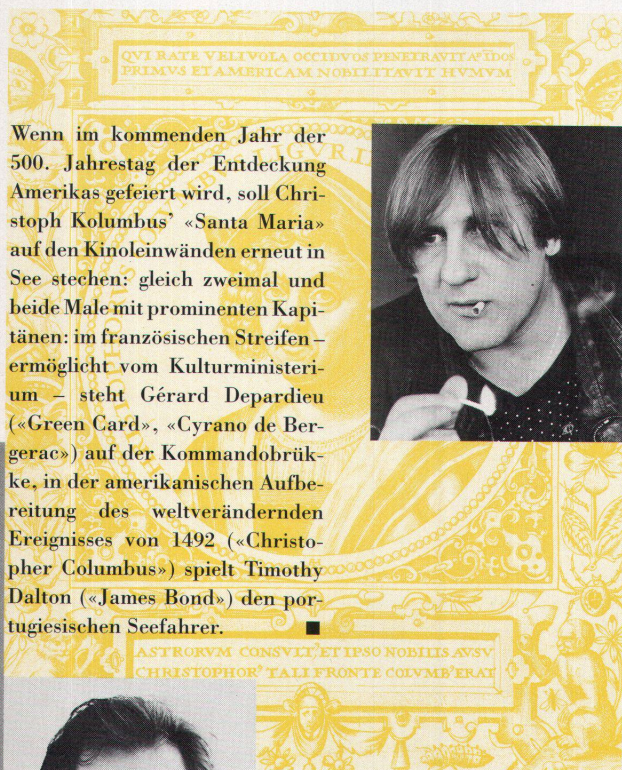 QVI RATE VELIVOLA OCCIDVOS PENETRAVIT AD IDOS
PRIMVS ET AMERICAM NOBILITAVIT HVMVM
Wenn im kommenden Jahr der
500. Jahrestag der Entdeckung
Amerikas gefeiert wird, soll Chri-
stoph Kolumbus’ «Santa Maria»
auf den Kinoleinwänden erneut in
See stechen: gleich zweimal und
beide Male mit prominenten Kapi-
tänen: im französischen Streifen –
ermöglicht vom Kulturministeri-
um – steht Gérard Depardieu
(«Green Card», «Cyrano de Ber-
gerac») auf der Kommandobrük-
ke, in der amerikanischen Aufbe-
reitung des weltverändernden
Ereignisses von 1492 («Christo-
pher Columbus») spielt Timothy
Dalton («James Bond») den por-
tugiesischen Seefahrer. ■
ASTRORVM CONSVLT' ET IPSO NOBILIS AVSV
CHRISTOPHOR' TALI FRONTE COLVMB' ERAT